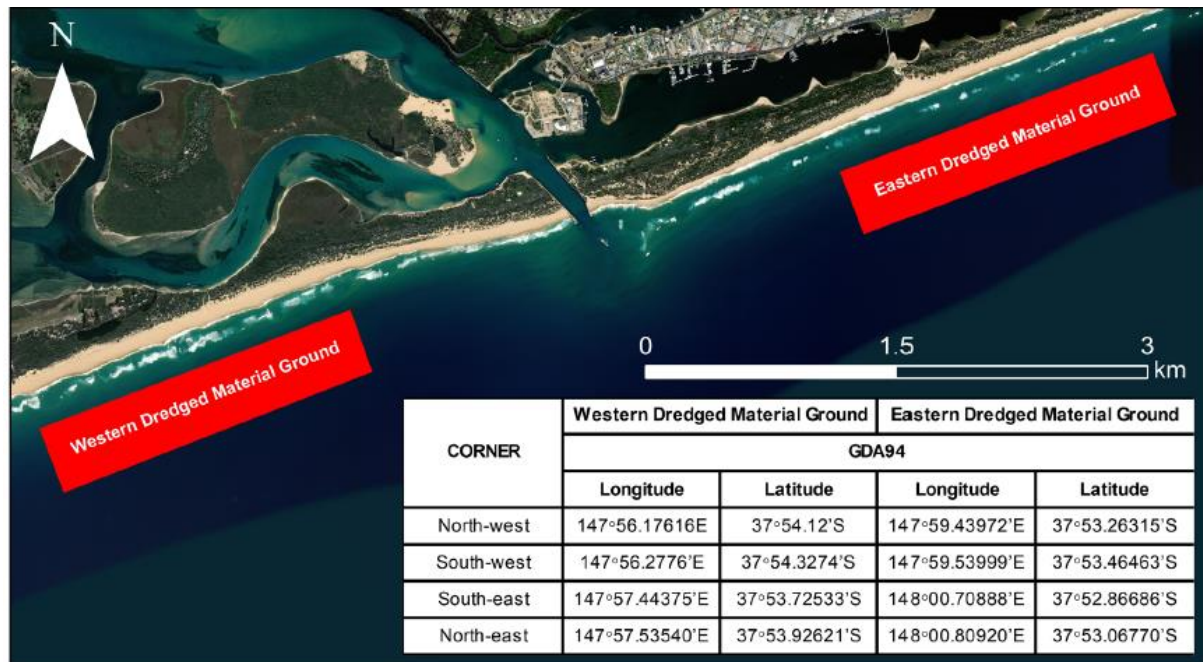 N
Eastern Dredged Material Ground
Western Dredged Material Ground
0 1.5 3
km
CORNER Western Dredged Material Ground Eastern Dredged Material Ground
GDA94
Longitude Latitude Longitude Latitude
North-west 147°56.17616E 37°54.12'S 147°59.43972'E 37°53.26315'S
South-west 147°56.2776'E 37°54.3274'S 147°59.53999'E 37°53.46463'S
South-east 147°57.44375'E 37°53.72533'S 148°00.70888'E 37°52.86686'S
North-east 147°57.53540'E 37°53.92621'S 148°00.80920'E 37°53.06770'S